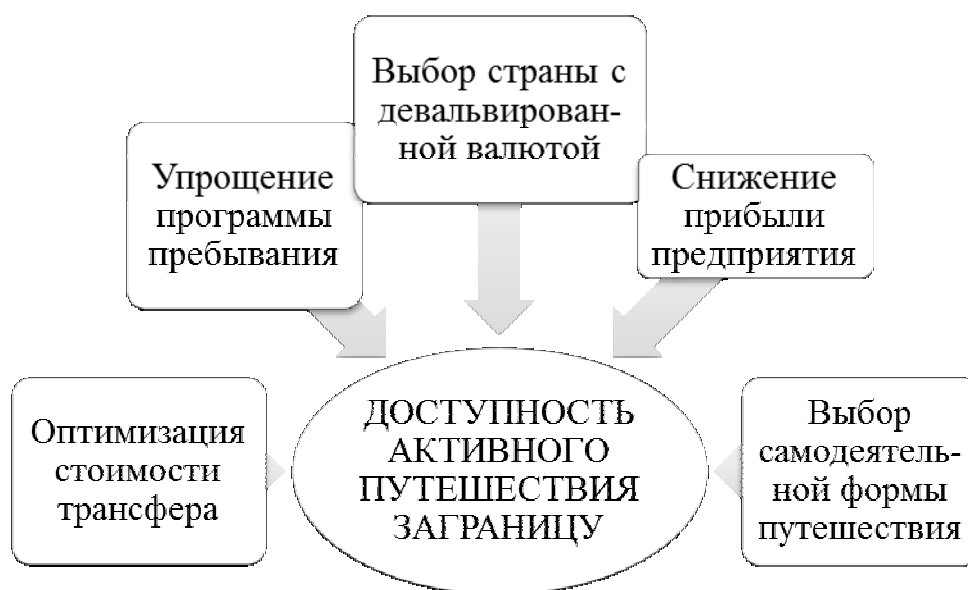 Выбор страны с
девальвирован-
ной валютой
Упрощение
программы
пребывания
Снижение
прибыли
предприятия
Оптимизация
стоимости
трансфера
ДОСТУПНОСТЬ
АКТИВНОГО
ПУТЕШЕСТВИЯ
ЗАГРАНИЦУ
Выбор
самодеятель-
ной формы
путешествия